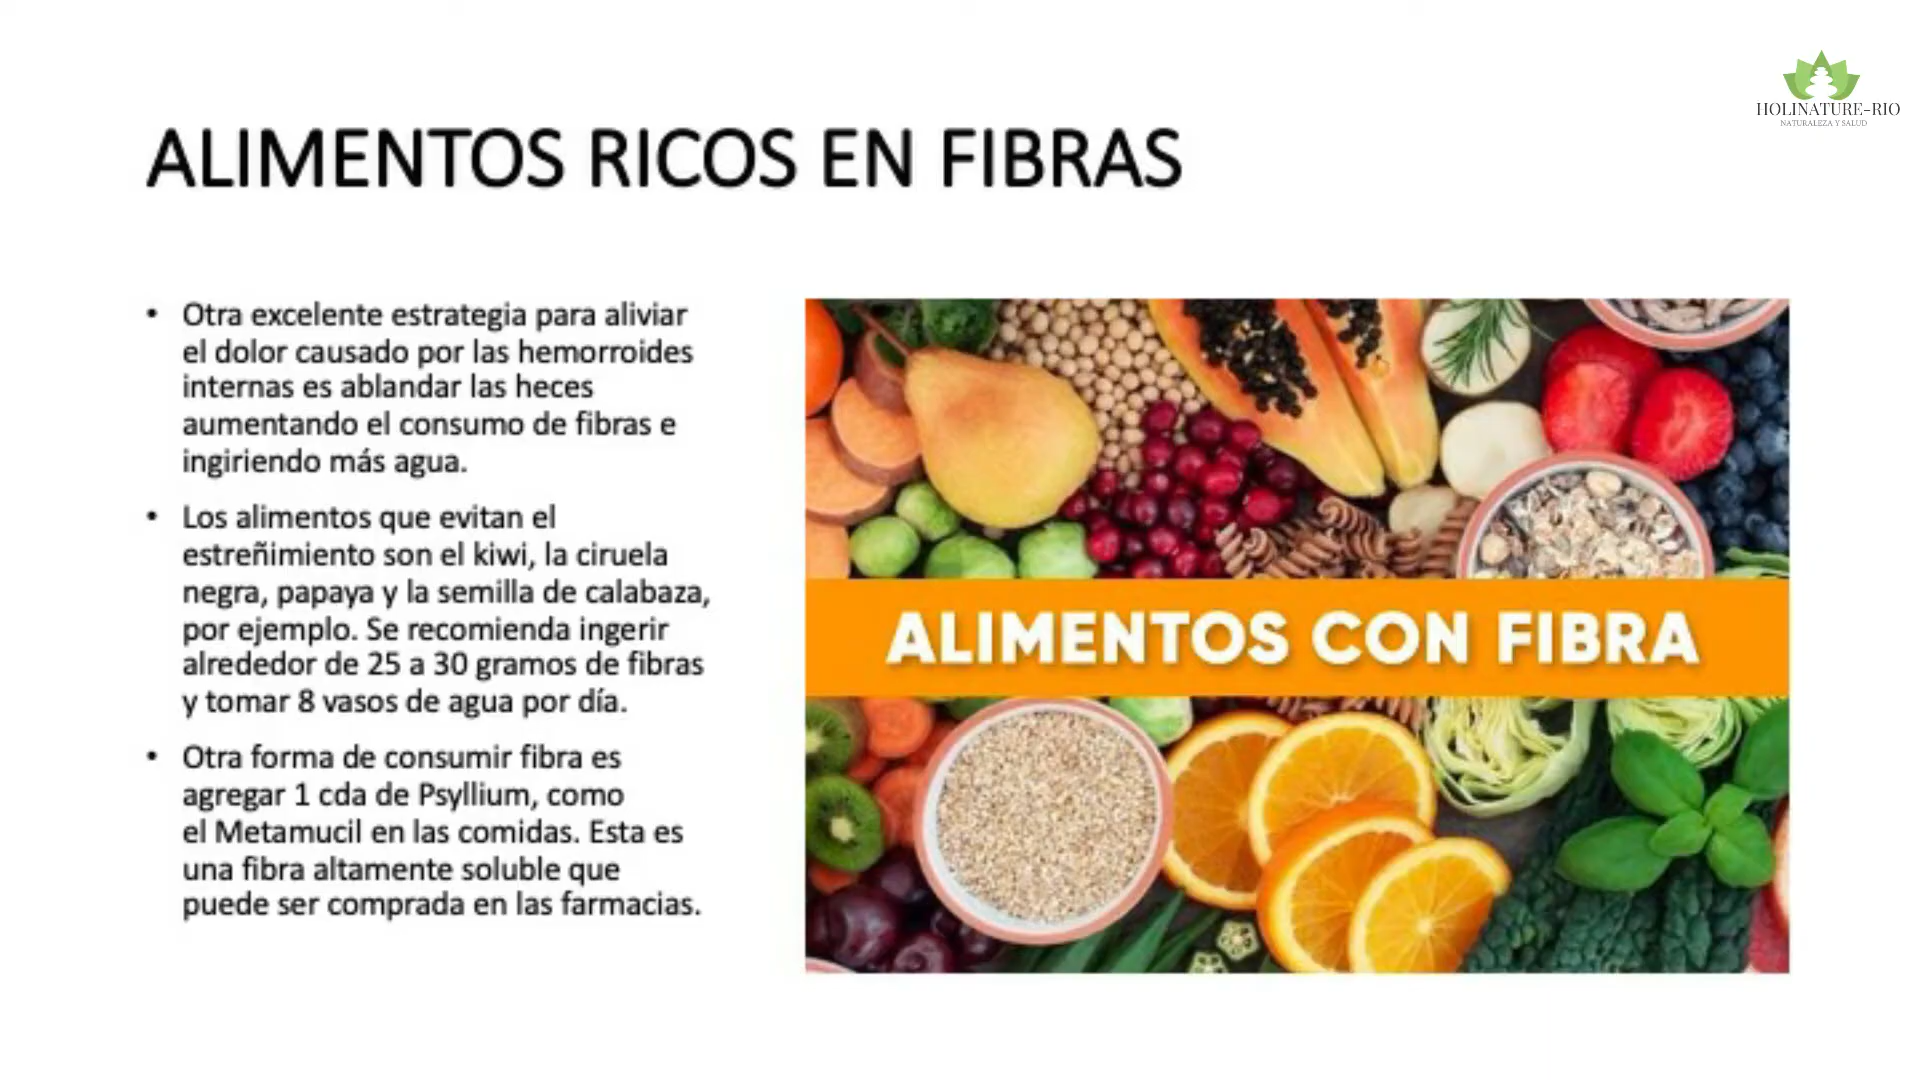 HOLINATURE-RIO
NATURALEZA Y SALUD
ALIMENTOS RICOS EN FIBRAS
• Otra excelente estrategia para aliviar
el dolor causado por las hemorroides
internas es ablandar las heces
aumentando el consumo de fibras e
ingiriendo más agua.
• Los alimentos que evitan el
estreñimiento son el kiwi, la ciruela
negra, papaya y la semilla de calabaza,
por ejemplo. Se recomienda ingerir
alrededor de 25 a 30 gramos de fibras
y tomar 8 vasos de agua por día.
• Otra forma de consumir fibra es
agregar 1 cda de Psyllium, como
el Metamucil en las comidas. Esta es
una fibra altamente soluble que
puede ser comprada en las farmacias.
ALIMENTOS CON FIBRA